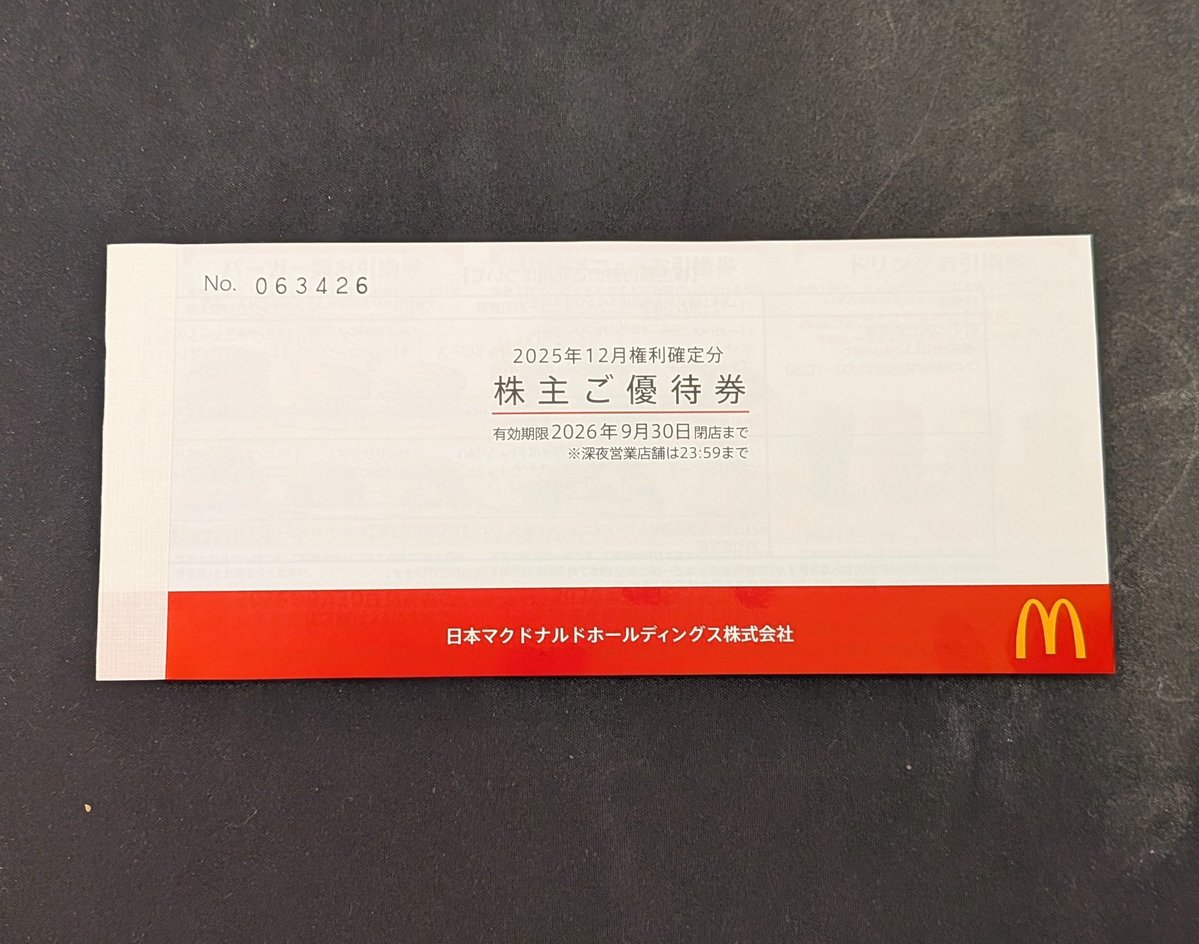 No. 063426
2025年12月権利確定分
株主ご優待券
有効期限2026年9月30日閉店まで
※深夜営業店舗は23:59まで
日本マクドナルドホールディングス株式会社